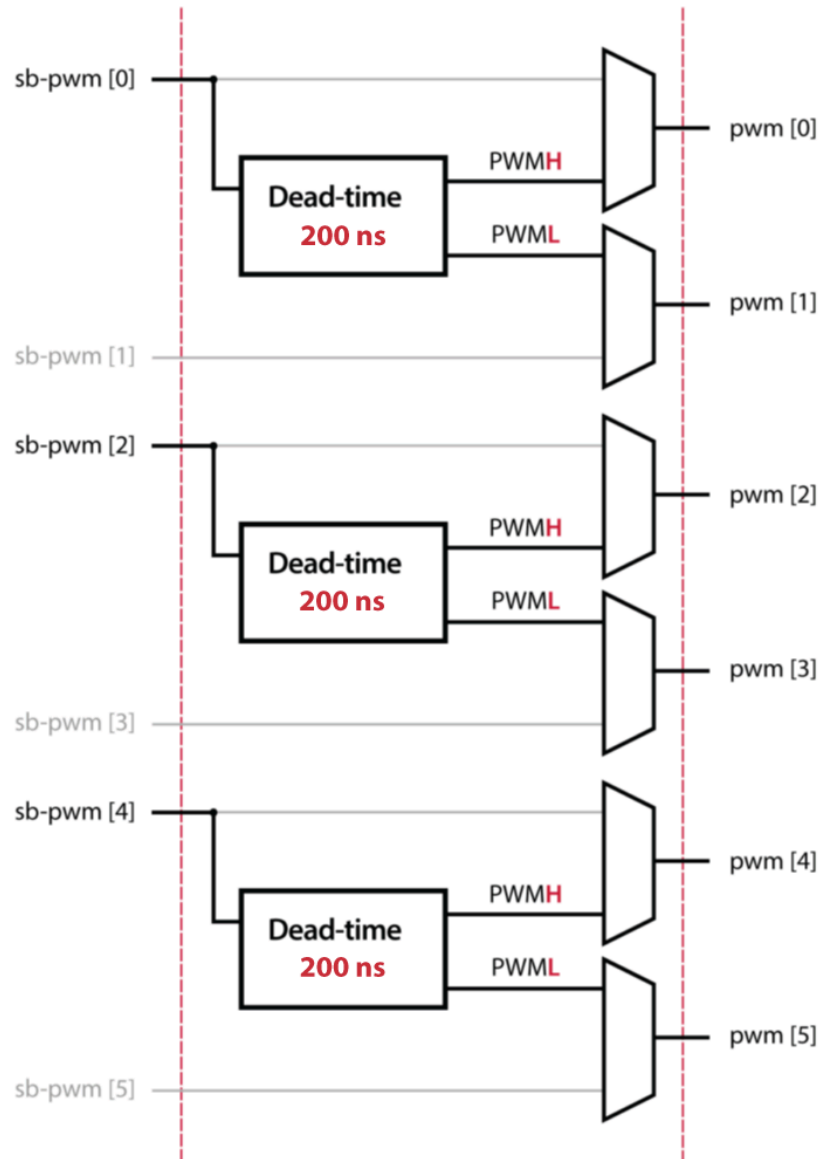 sb-pwm [0]
pwm [0]
PWMH
Dead-time
200 ns
PWML
pwm [1]
sb-pwm [1]
sb-pwm [2]
pwm [2]
PWMH
Dead-time
200 ns
PWML
pwm [3]
sb-pwm [3]
sb-pwm [4]
pwm [4]
PWMH
Dead-time
200 ns
PWML
pwm [5]
sb-pwm [5]